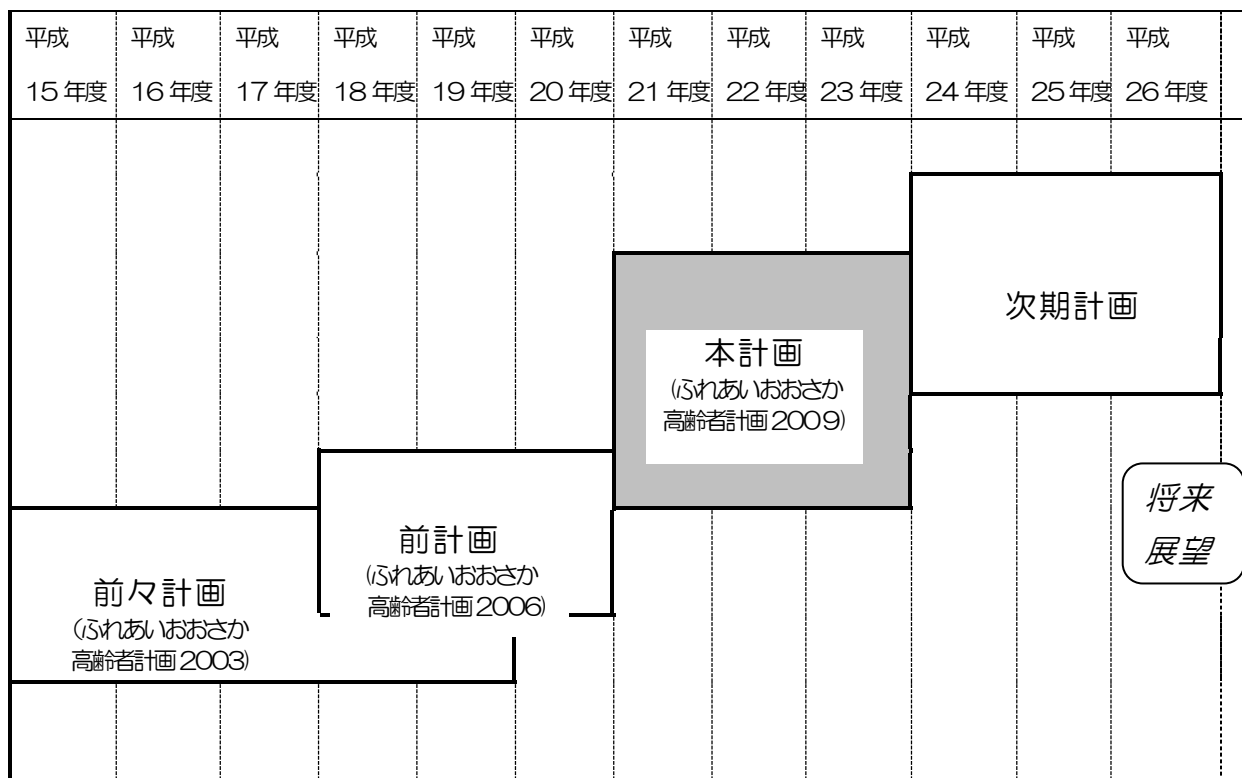 平成 平成 平成 平成 平成 平成 平成 平成 平成 平成 平成 平成
15年度 16年度 17年度 18年度 19年度 20年度 21年度 22年度 23年度 24年度 25年度 26年度
次期計画
本計画
(ふれあいおおさか
高齢者計画2009)
将来
展望
前計画
(ふれあいおおさか
高齢者計画2006)
前々計画
(ふれあいおおさか
高齢者計画2003)